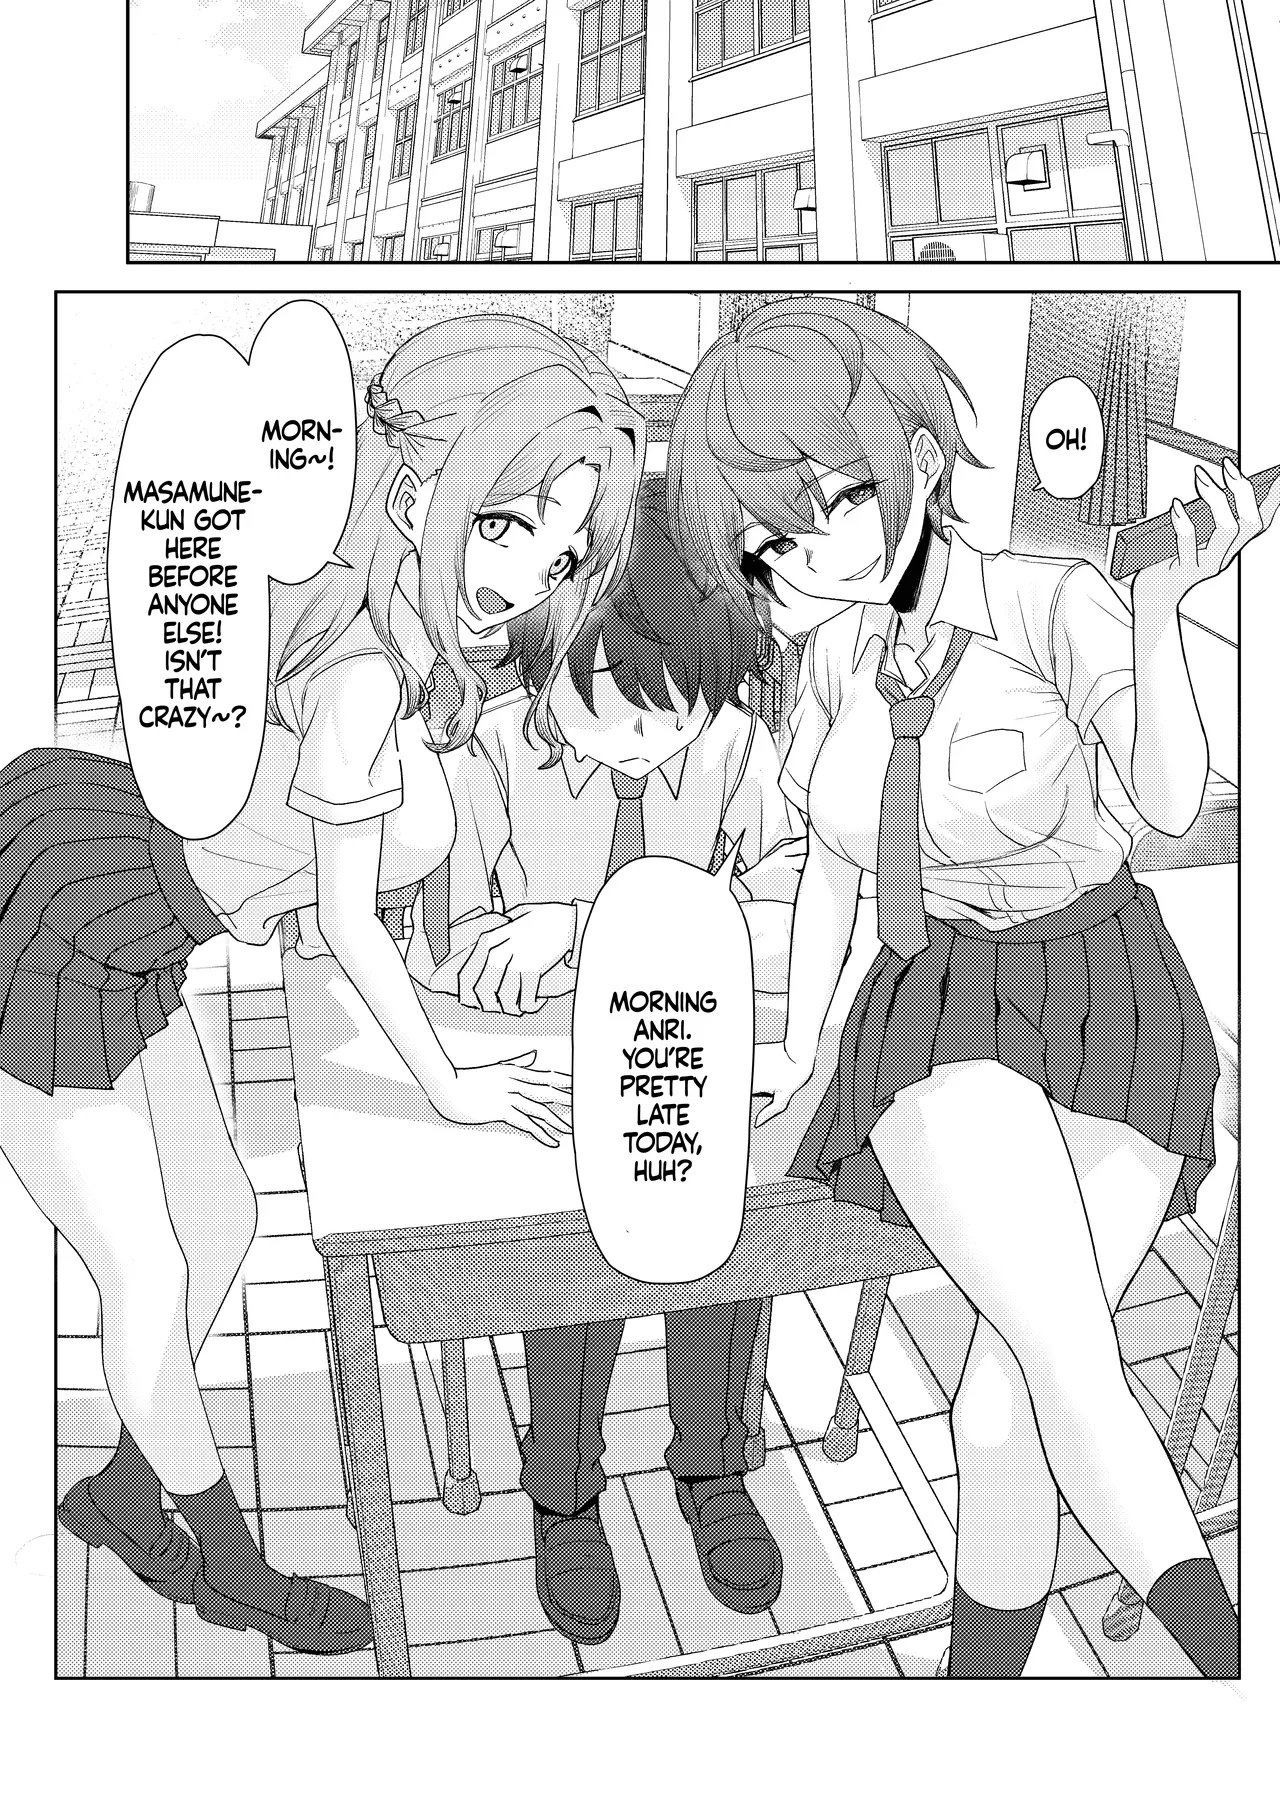 OH!
MORNING
ANRI.
YOU'RE
PRETTY
LATE
TODAY,
HUH?
MORN-
ING~!
MASAMUNE-
KUN GOT
HERE
BEFORE
ANYONE
ELSE!
ISN'T
THAT
CRAZY~?